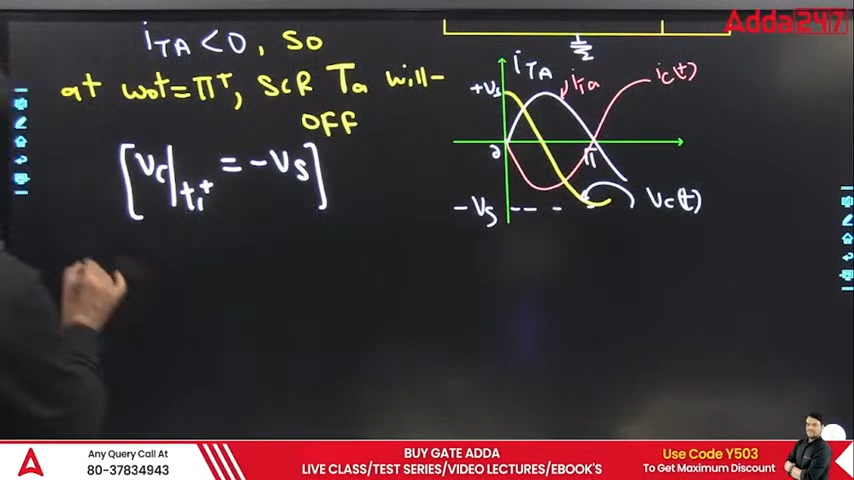 Adda247
iTA < 0, so
at ωot = π⁺, SCR Ta will-
OFF
[Vc|t₁⁺ = -Vs]
iTA
+Vs
iTa
ic(t)
π
-Vs
Vc(t)
Any Query Call At
80-37834943
BUY GATE ADDA
LIVE CLASS/TEST SERIES/VIDEO LECTURES/EBOOK'S
Use Code Y503
To Get Maximum Discount